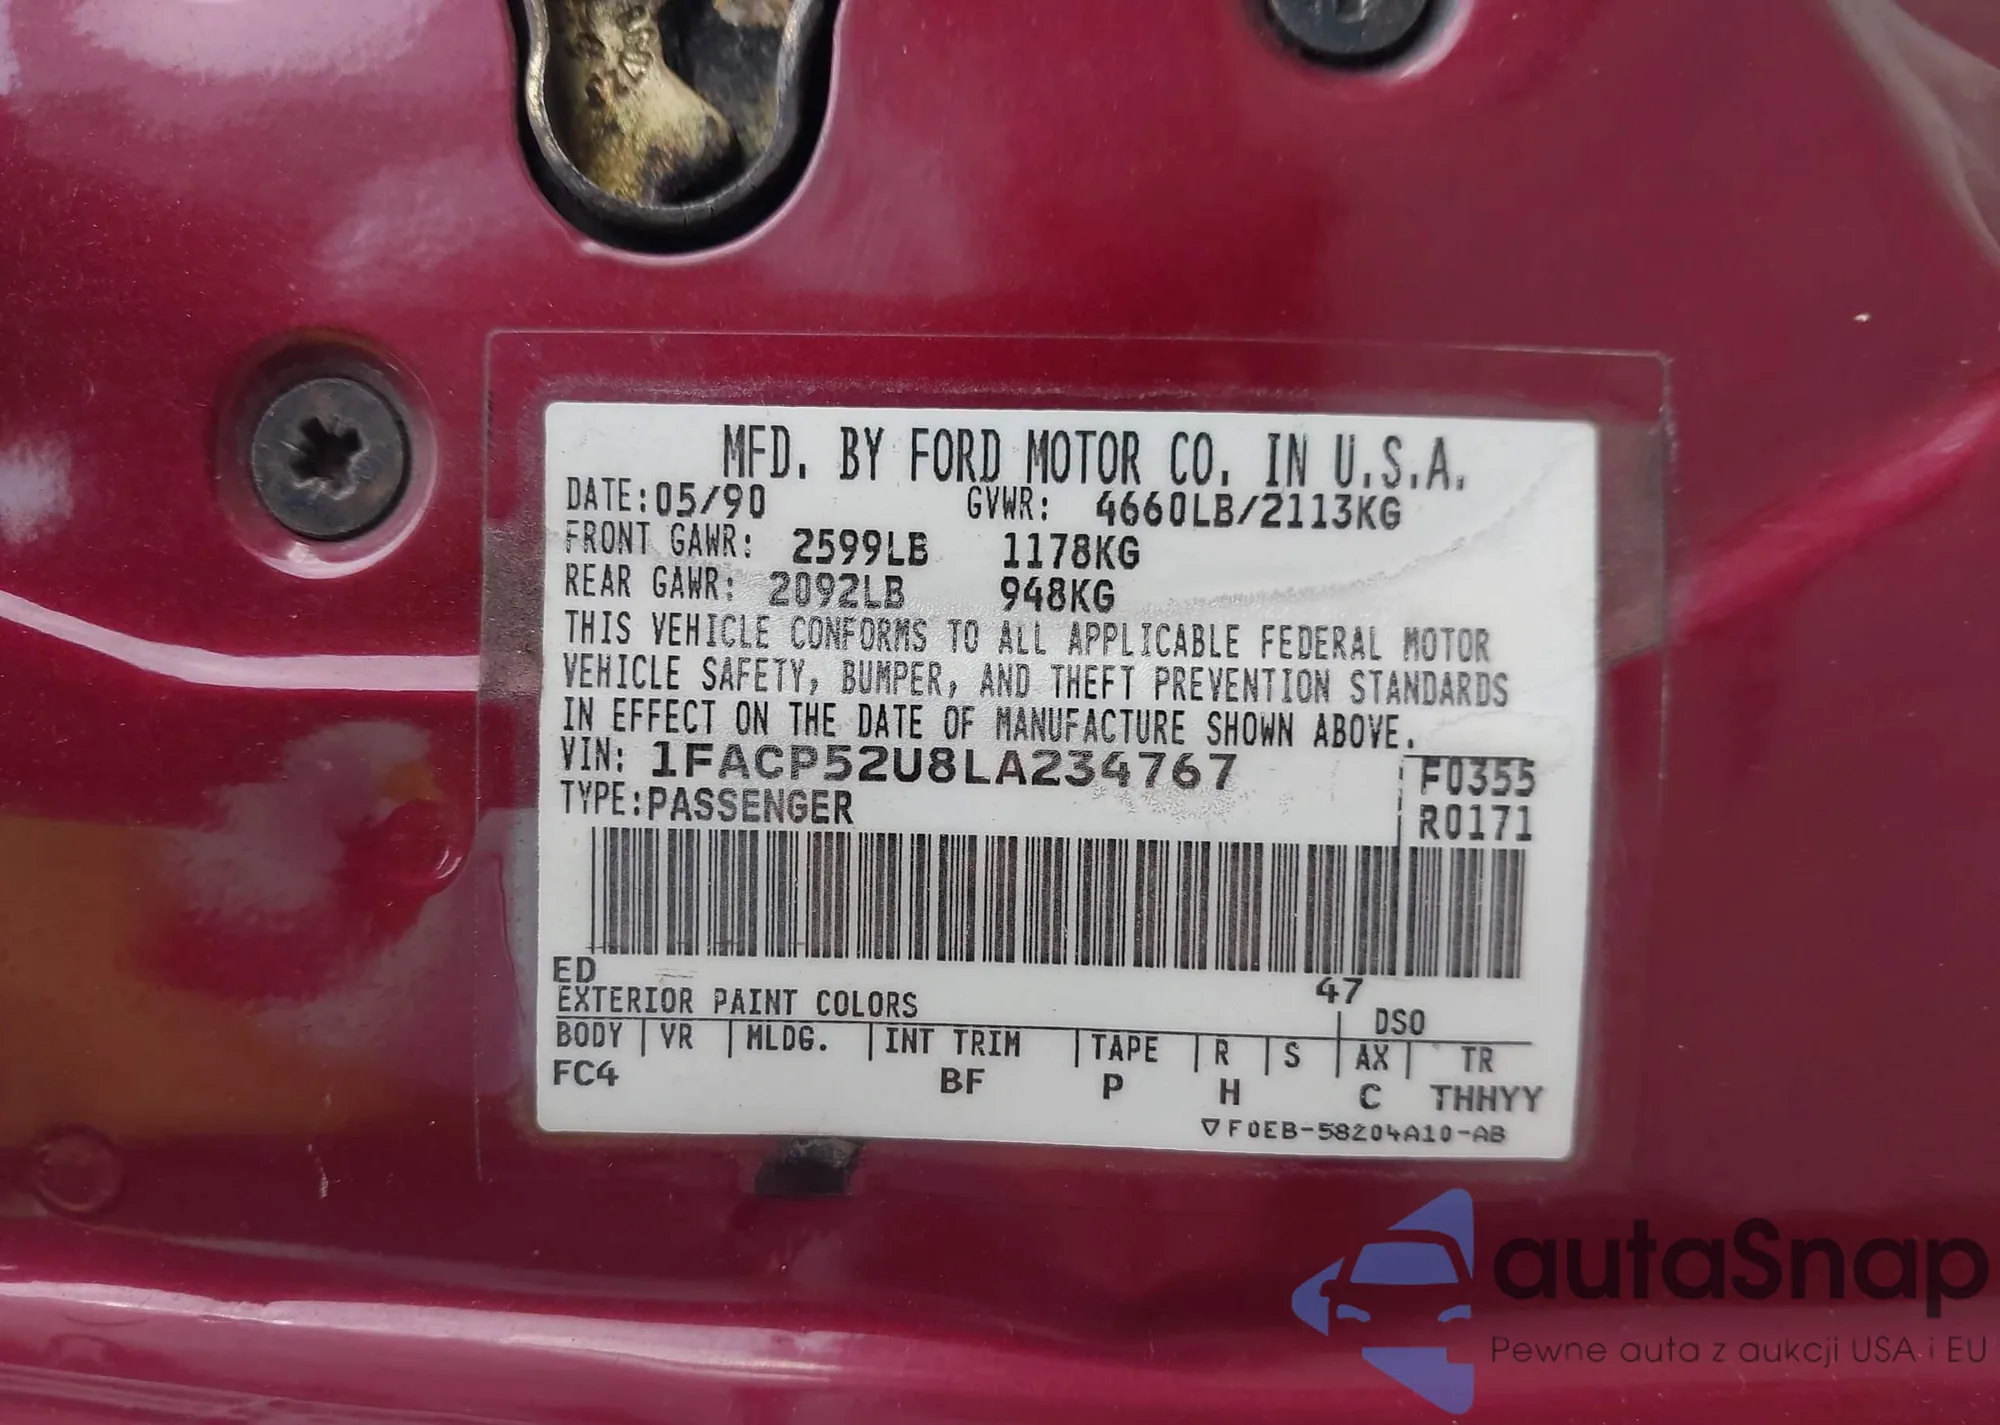 MFD. BY FORD MOTOR CO. IN U.S.A.
DATE:05/90 GVWR: 4660LB/2113KG
FRONT GAWR: 2599LB 1178KG
REAR GAWR: 2092LB 948KG
THIS VEHICLE CONFORMS TO ALL APPLICABLE FEDERAL MOTOR
VEHICLE SAFETY, BUMPER, AND THEFT PREVENTION STANDARDS
IN EFFECT ON THE DATE OF MANUFACTURE SHOWN ABOVE.
VIN: 1FACP52U8LA234767 F0355
TYPE:PASSENGER R0171
ED 47
EXTERIOR PAINT COLORS DSO
BODY VR MLDG. INT TRIM TAPE R S AX TR
FC4 BF P H C THHYY
▽F0EB-58204A10-AB
autaSnap
Pewne auta z aukcji USA i EU